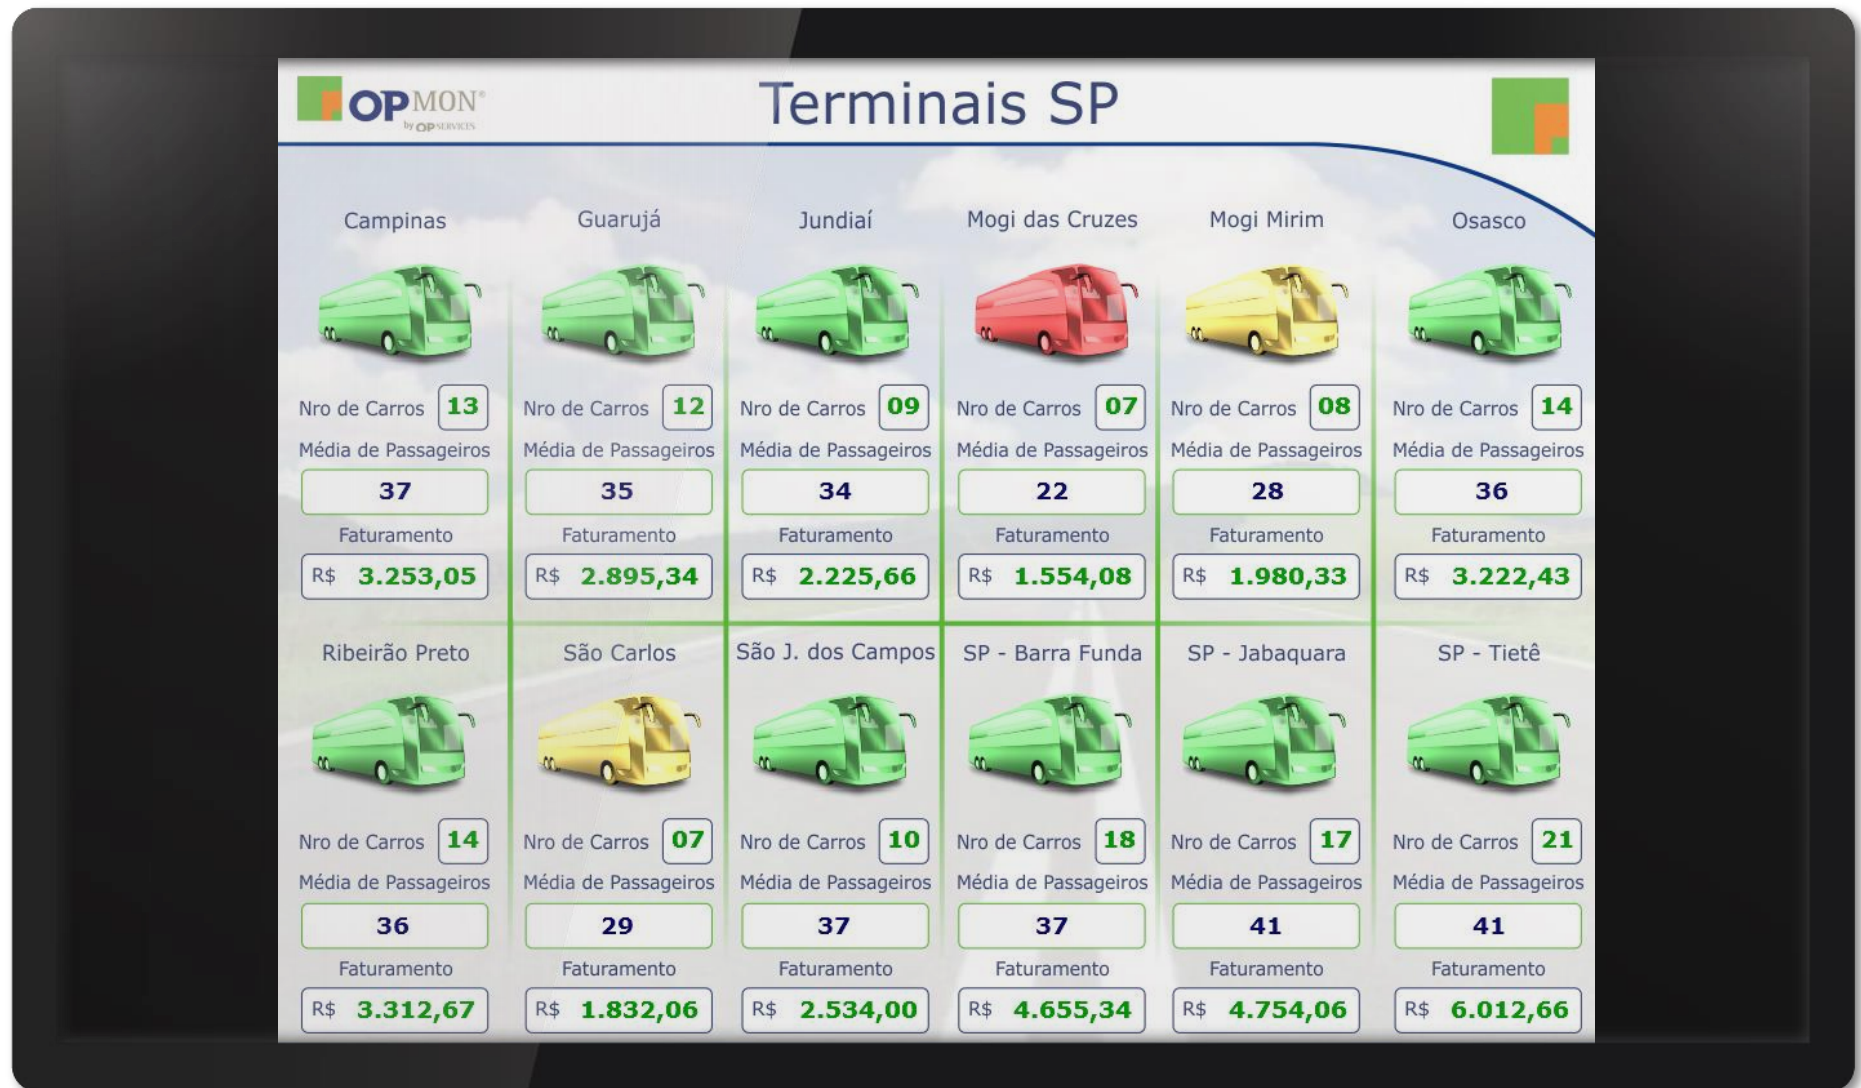 OPMON®
by OPSERVICES
Terminais SP
Campinas
Guarujá
Jundiaí
Mogi das Cruzes
Mogi Mirim
Osasco
Nro de Carros 13
Nro de Carros 12
Nro de Carros 09
Nro de Carros 07
Nro de Carros 08
Nro de Carros 14
Média de Passageiros
Média de Passageiros
Média de Passageiros
Média de Passageiros
Média de Passageiros
Média de Passageiros
37
35
34
22
28
36
Faturamento
Faturamento
Faturamento
Faturamento
Faturamento
Faturamento
R$ 3.253,05
R$ 2.895,34
R$ 2.225,66
R$ 1.554,08
R$ 1.980,33
R$ 3.222,43
Ribeirão Preto
São Carlos
São J. dos Campos
SP - Barra Funda
SP - Jabaquara
SP - Tietê
Nro de Carros 14
Nro de Carros 07
Nro de Carros 10
Nro de Carros 18
Nro de Carros 17
Nro de Carros 21
Média de Passageiros
Média de Passageiros
Média de Passageiros
Média de Passageiros
Média de Passageiros
Média de Passageiros
36
29
37
37
41
41
Faturamento
Faturamento
Faturamento
Faturamento
Faturamento
Faturamento
R$ 3.312,67
R$ 1.832,06
R$ 2.534,00
R$ 4.655,34
R$ 4.754,06
R$ 6.012,66